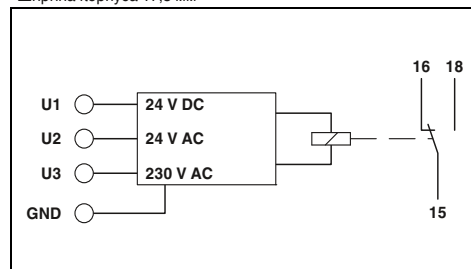 16 18
U1 24 V DC
U2 24 V AC
U3 230 V AC
GND
15